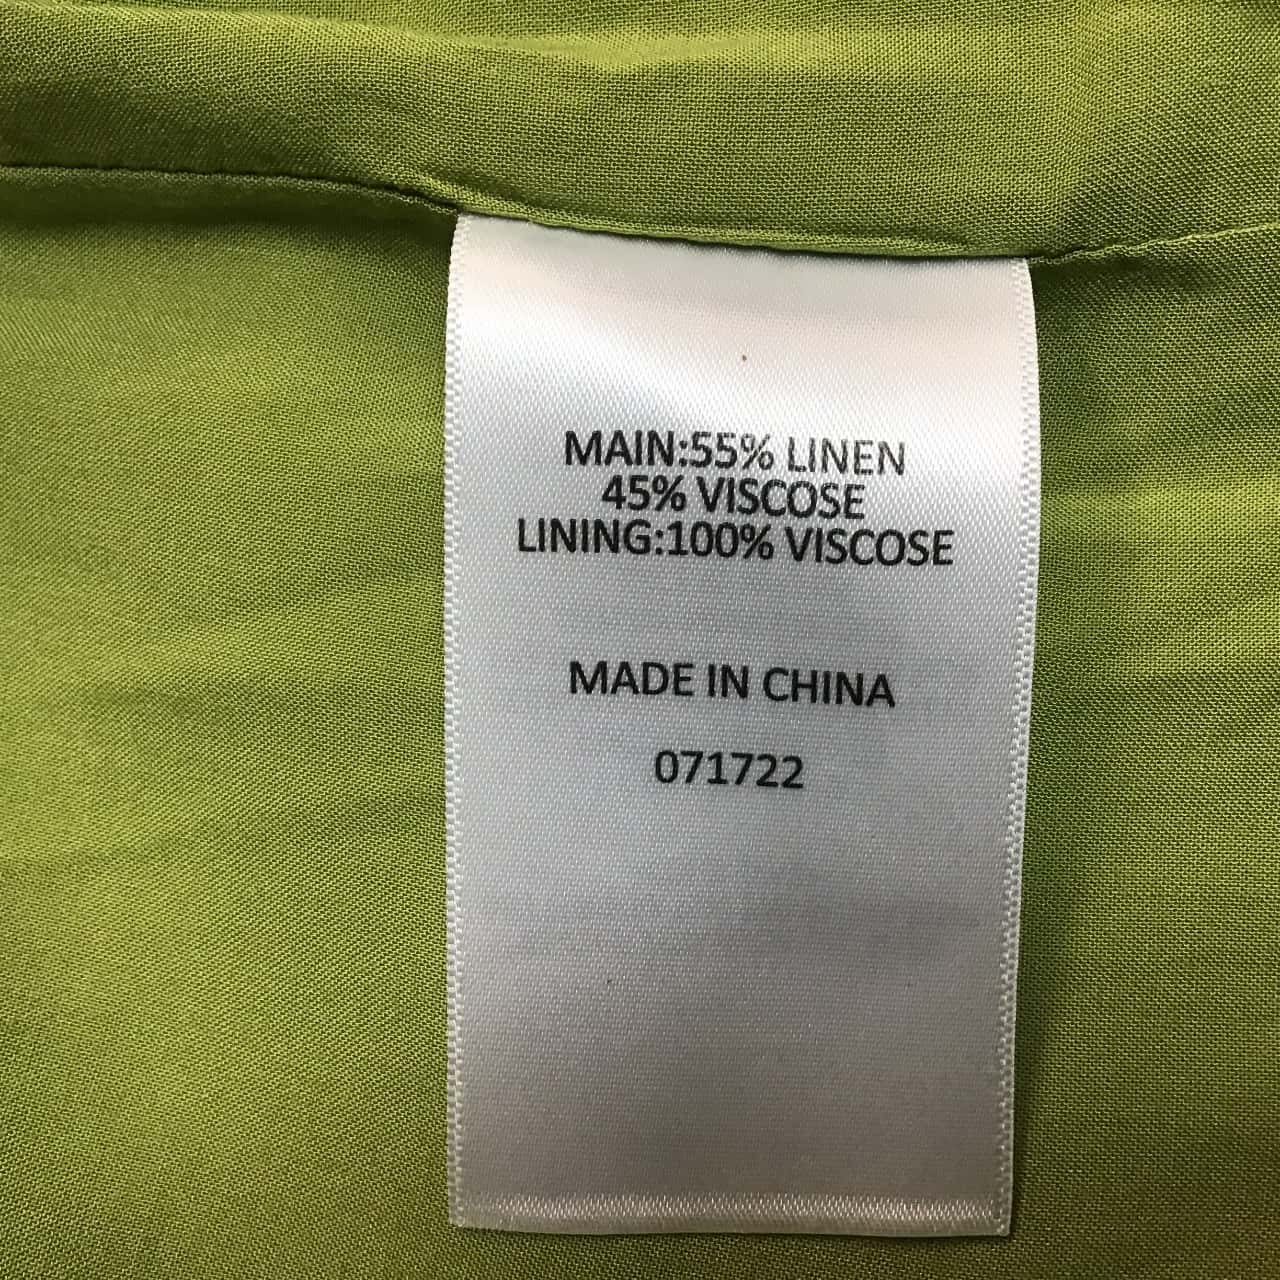 MAIN:55% LINEN
45% VISCOSE
LINING:100% VISCOSE
MADE IN CHINA
071722